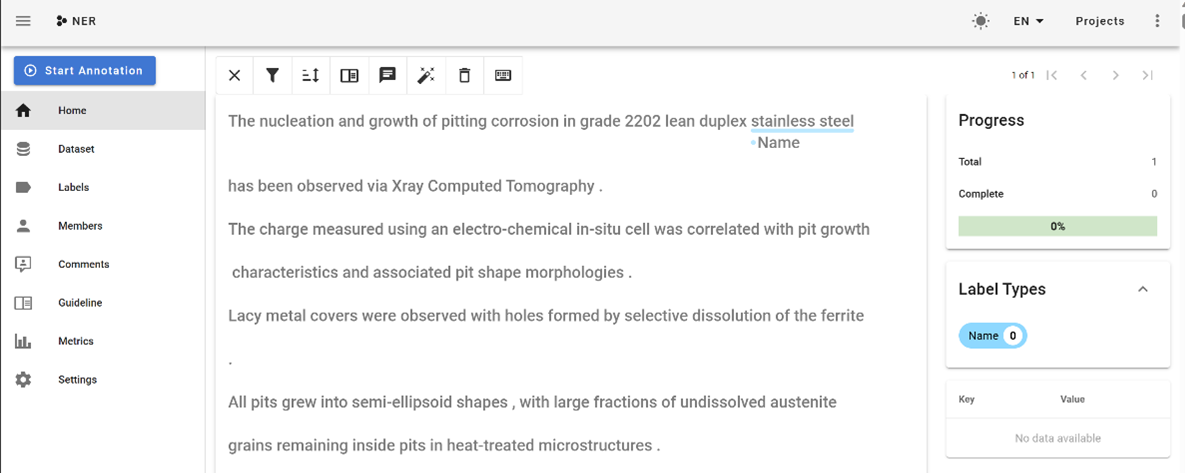 NER
EN
Projects
Start Annotation
Home
Dataset
Labels
Members
Comments
Guideline
Metrics
Settings
1 of 1
The nucleation and growth of pitting corrosion in grade 2202 lean duplex stainless steel
Name
has been observed via Xray Computed Tomography .
The charge measured using an electro-chemical in-situ cell was correlated with pit growth
characteristics and associated pit shape morphologies .
Lacy metal covers were observed with holes formed by selective dissolution of the ferrite
.
All pits grew into semi-ellipsoid shapes , with large fractions of undissolved austenite
grains remaining inside pits in heat-treated microstructures .
Progress
Total 1
Complete 0
0%
Label Types
Name 0
Key Value
No data available